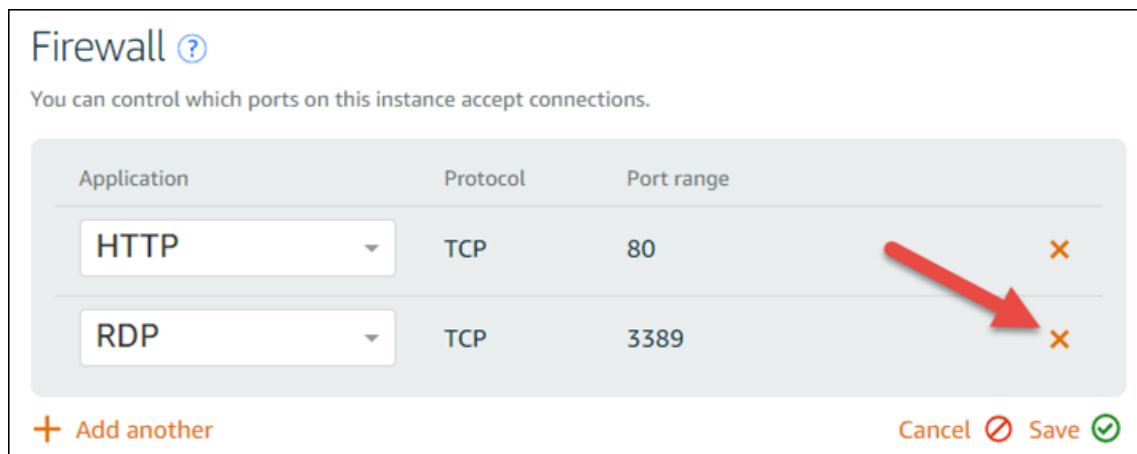 Firewall ?
You can control which ports on this instance accept connections.
Application Protocol Port range
HTTP TCP 80
RDP TCP 3389
+ Add another Cancel Save